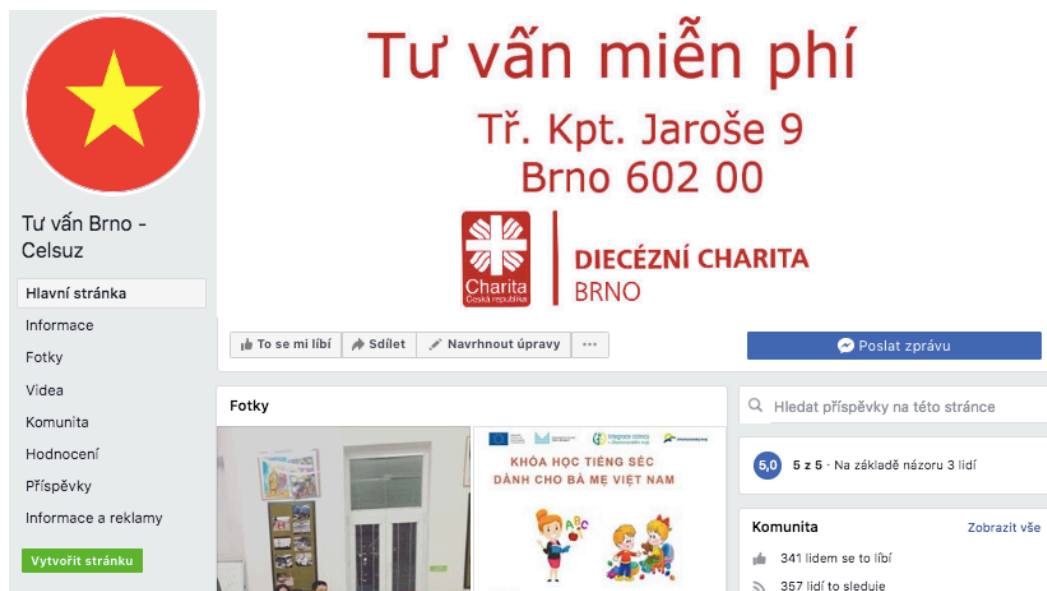 Tư vấn miễn phí
Tř. Kpt. Jaroše 9
Brno 602 00
Charita
Česká republika
DIECÉZNÍ CHARITA
BRNO
Tư vấn Brno -
Celsuz
Hlavní stránka
Informace
Fotky
Videa
Komunita
Hodnocení
Příspěvky
Informace a reklamy
Vytvořit stránku
To se mi líbí
Sdílet
Navrhnout úpravy
Poslat zprávu
Fotky
KHÓA HỌC TIẾNG SÉC
DÀNH CHO BÀ MẸ VIỆT NAM
ABC
Hledat příspěvky na této stránce
5,0
5 z 5 · Na základě názoru 3 lidí
Komunita
Zobrazit vše
341 lidem se to líbí
357 lidí to sleduje